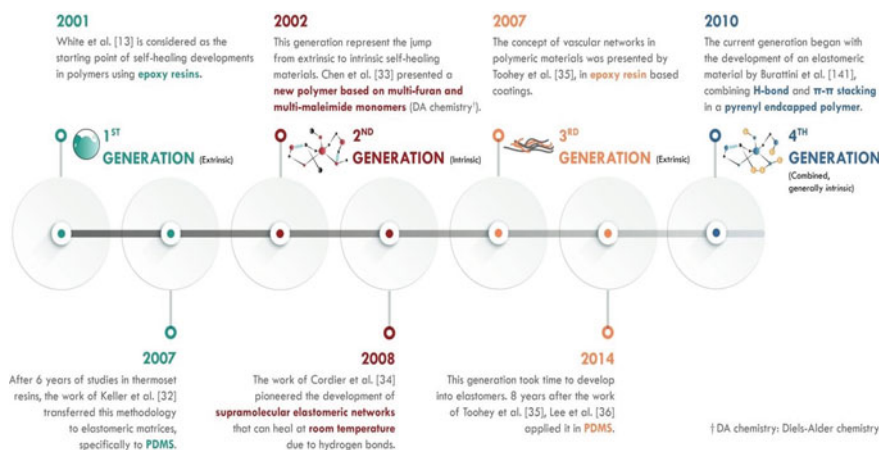 2001
White et al. [13] is considered as the
starting point of self-healing developments
in polymers using epoxy resins.
2002
This generation represent the jump
from extrinsic to intrinsic self-healing
materials. Chen et al. [33] presented a
new polymer based on multi-furan and
multi-maleimide monomers (DA chemistry†).
2007
The concept of vascular networks in
polymeric materials was presented by
Toohey et al. [35], in epoxy resin based
coatings.
2010
The current generation began with
the development of an elastomeric
material by Burattini et al. [141],
combining H-bond and π-π stacking
in a pyrenyl endcapped polymer.
1ST
GENERATION (Extrinsic)
2ND
GENERATION (Intrinsic)
3RD
GENERATION (Extrinsic)
4TH
GENERATION
(Combined,
generally intrinsic)
2007
After 6 years of studies in thermoset
resins, the work of Keller et al. [32]
transferred this methodology
to elastomeric matrices,
specifically to PDMS.
2008
The work of Cordier et al. [34]
pioneered the development of
supramolecular elastomeric networks
that can heal at room temperature
due to hydrogen bonds.
2014
This generation took time to develop
into elastomers. 8 years after the work
of Toohey et al. [35], Lee et al. [36]
applied it in PDMS.
† DA chemistry: Diels-Alder chemistry